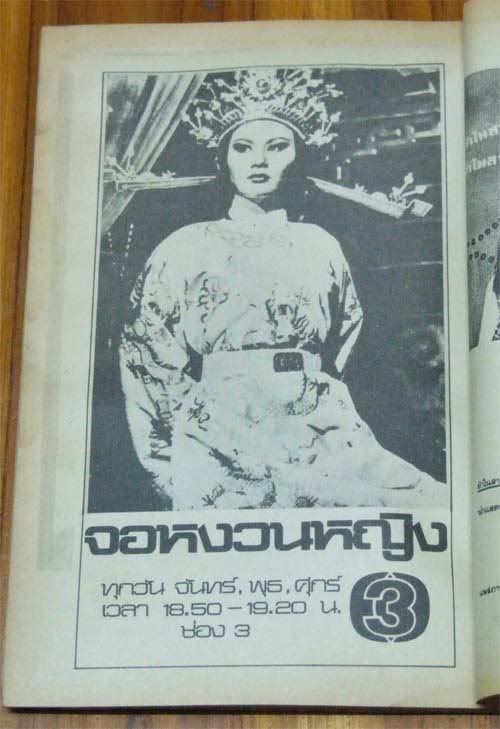 จอหงวนหญิง
ทุกวัน จันทร์, พุธ, ศุกร์
เวลา 18.50 – 19.20 น.
ช่อง 3
3